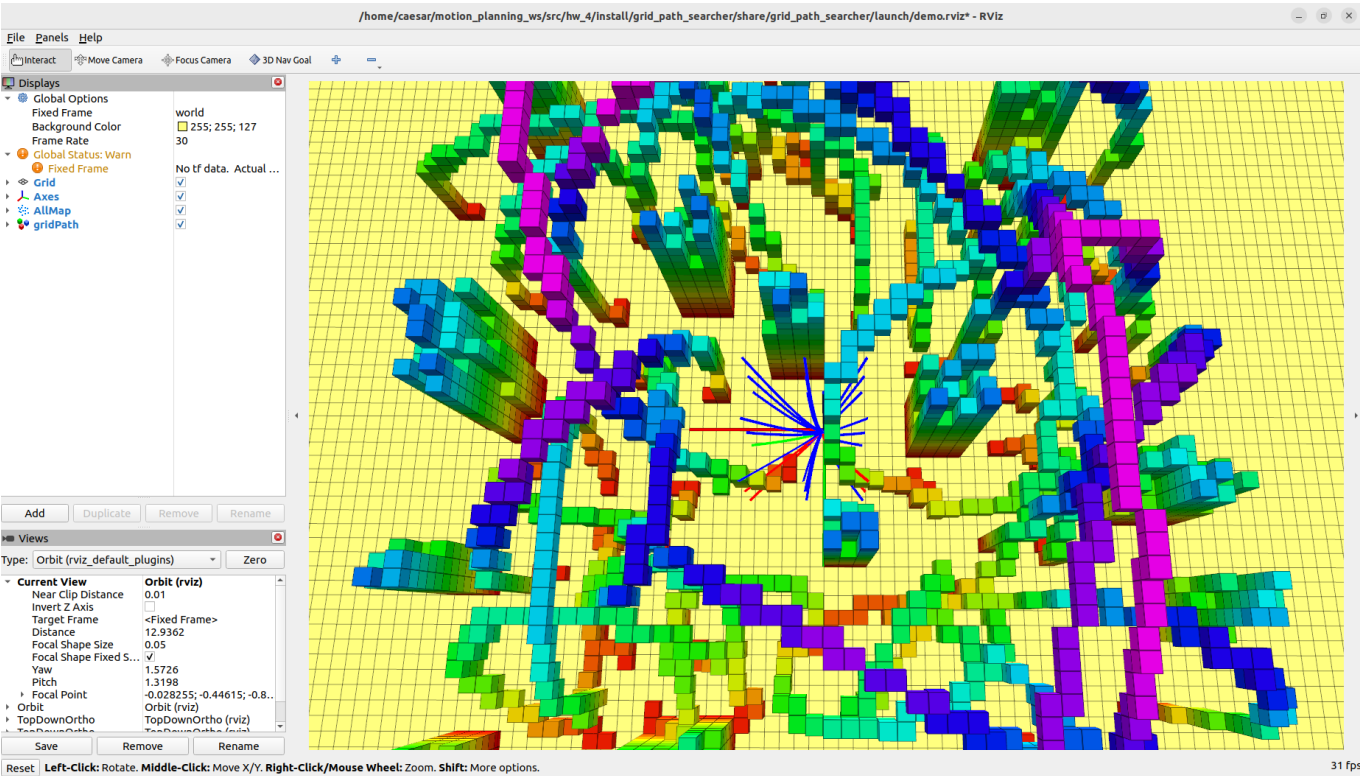 /home/caesar/motion_planning_ws/src/hw_4/install/grid_path_searcher/share/grid_path_searcher/launch/demo.rviz* - RViz
File Panels Help
Interact Move Camera Focus Camera 3D Nav Goal
Displays
Global Options
Fixed Frame world
Background Color 255; 255; 127
Frame Rate 30
Global Status: Warn
Fixed Frame No tf data. Actual ...
Grid
Axes
AllMap
gridPath
Add Duplicate Remove Rename
Views
Type: Orbit (rviz_default_plugins) Zero
Current View Orbit (rviz)
Near Clip Distance 0.01
Invert Z Axis
Target Frame <Fixed Frame>
Distance 12.9362
Focal Shape Size 0.05
Focal Shape Fixed S...
Yaw 1.5726
Pitch 1.3198
Focal Point -0.028255; -0.44615; -0.8..
Orbit Orbit (rviz)
TopDownOrtho TopDownOrtho (rviz)
TopDownOrtho TopDownOrtho (rviz)
Save Remove Rename
Reset Left-Click: Rotate. Middle-Click: Move X/Y. Right-Click/Mouse Wheel: Zoom. Shift: More options. 31 fps